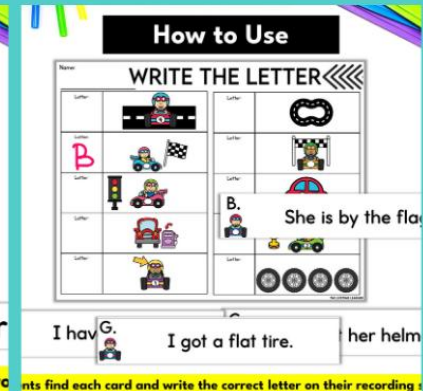 How to Use
Name:
WRITE THE LETTER
Letter: Letter:
Letter: Letter:
B
Letter: Letter:
B.
She is by the fla
Letter:
Letter: Letter:
I hav
G.
I got a flat tire.
her helm
nts find each card and write the correct letter on their recording